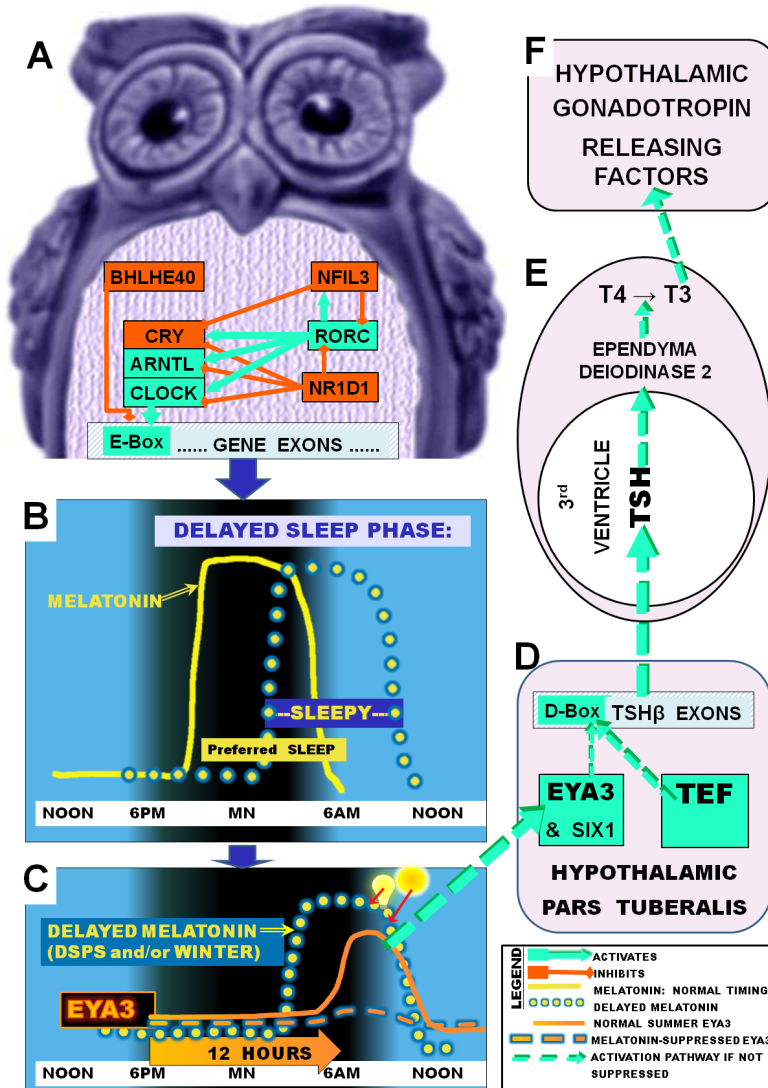 A
BHLHE40
NFIL3
CRY
RORC
ARNTL
CLOCK
NR1D1
E-Box ...... GENE EXONS ......
B
DELAYED SLEEP PHASE:
MELATONIN
---SLEEPY---
Preferred SLEEP
NOON 6PM MN 6AM NOON
C
DELAYED MELATONIN
(DSPS and/or WINTER)
EYA3
12 HOURS
NOON 6PM MN 6AM NOON
F
HYPOTHALAMIC
GONADOTROPIN
RELEASING
FACTORS
E
T4 → T3
EPENDYMA
DEIODINASE 2
3rd
VENTRICLE
TSH
D
D-Box TSHβ EXONS
EYA3
& SIX1
TEF
HYPOTHALAMIC
PARS TUBERALIS
LEGEND
ACTIVATES
INHIBITS
MELATONIN: NORMAL TIMING
DELAYED MELATONIN
NORMAL SUMMER EYA3
MELATONIN-SUPPRESSED EYA3
ACTIVATION PATHWAY IF NOT
SUPPRESSED